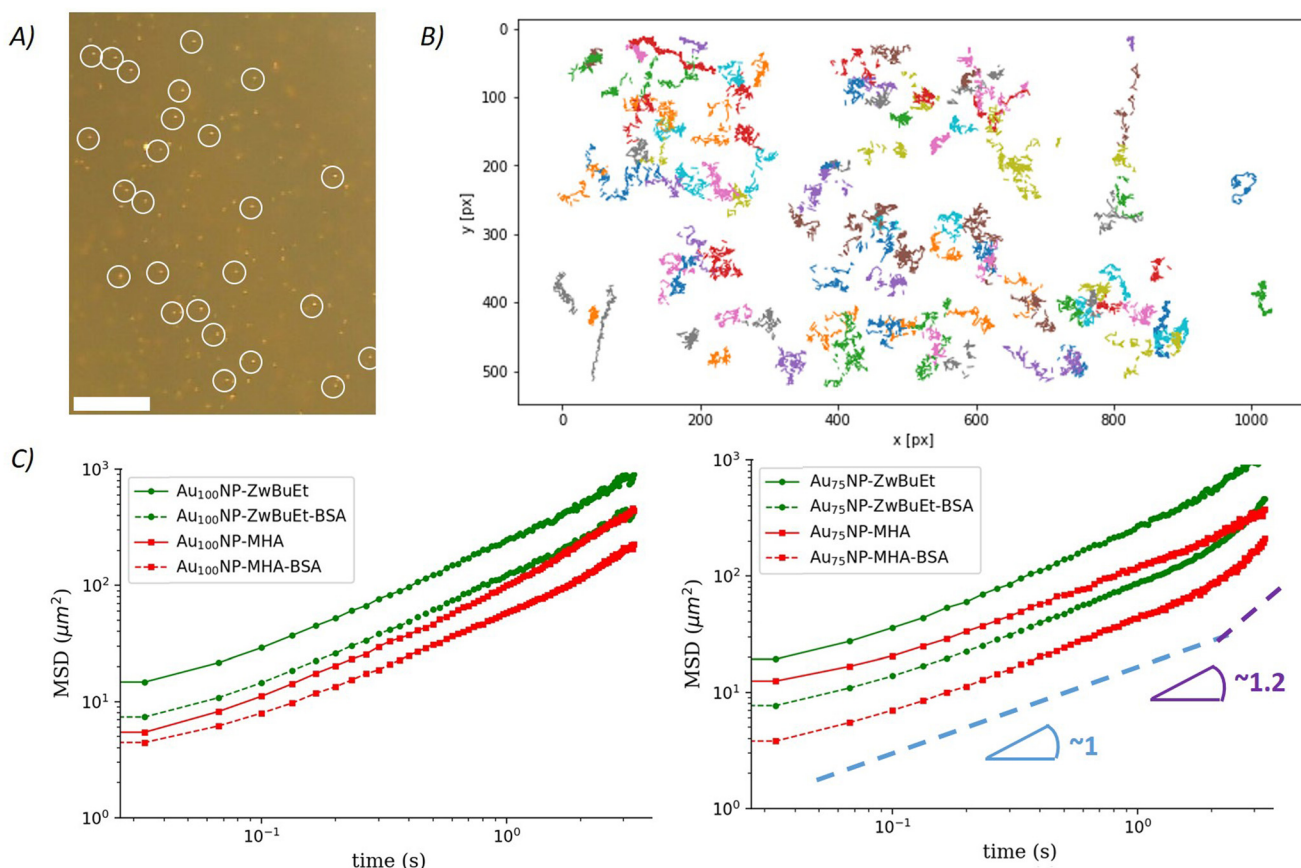 A)
B)
0
100
200
300
400
500
y [px]
0
200
400
600
800
1000
x [px]
C)
10³
10²
10¹
10⁰
MSD (μm²)
Au₁₀₀NP-ZwBuEt
Au₁₀₀NP-ZwBuEt-BSA
Au₁₀₀NP-MHA
Au₁₀₀NP-MHA-BSA
10⁻¹
10⁰
time (s)
10³
10²
10¹
10⁰
MSD (μm²)
Au₇₅NP-ZwBuEt
Au₇₅NP-ZwBuEt-BSA
Au₇₅NP-MHA
Au₇₅NP-MHA-BSA
~1.2
~1
10⁻¹
10⁰
time (s)